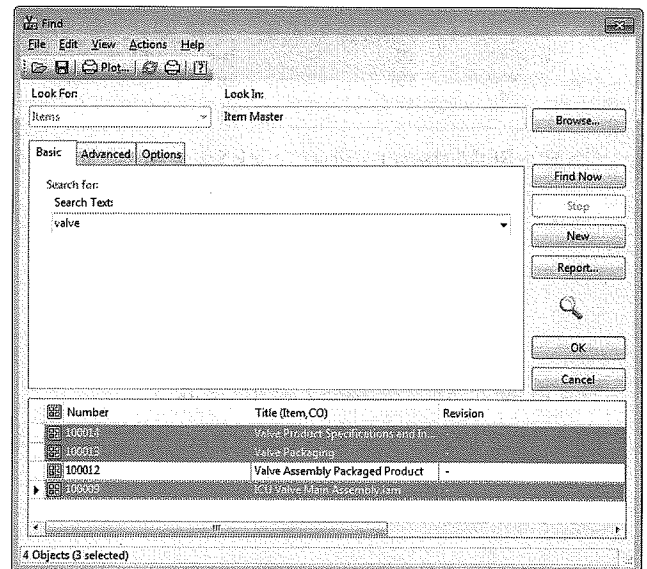 Find
File Edit View Actions Help
Plot...
Look For: Look In:
Items Item Master Browse...
Basic Advanced Options
Find Now
Search for:
Search Text: Stop
valve
New
Report...
OK
Cancel
Number Title (Item,CO) Revision
100014 Valve Product Specifications and In... -
100013 Valve Packaging -
100012 Valve Assembly Packaged Product -
100009 ICU Valve Main Assembly.iam
4 Objects (3 selected)